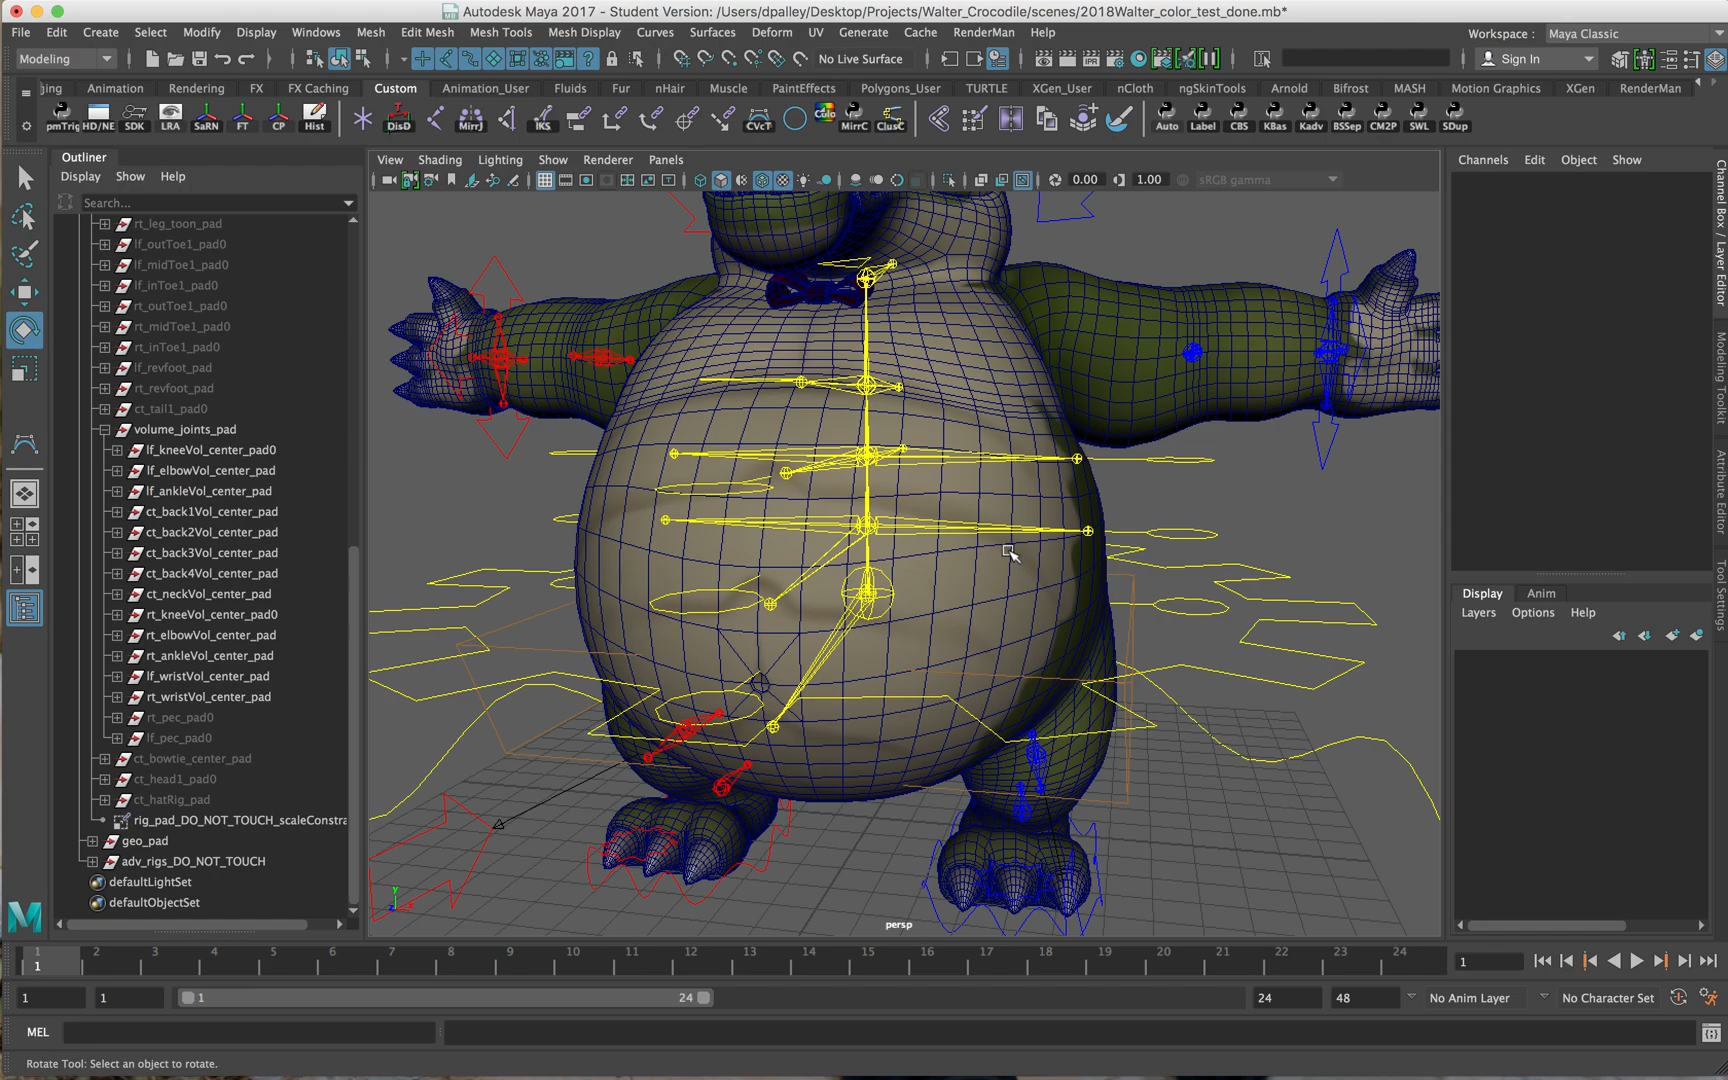 Autodesk Maya 2017 - Student Version: /Users/dpalley/Desktop/Projects/Walter_Crocodile/scenes/2018Walter_color_test_done.mb*
File Edit Create Select Modify Display Windows Mesh Edit Mesh Mesh Tools Mesh Display Curves Surfaces Deform UV Generate Cache RenderMan Help
Workspace : Maya Classic
Modeling
No Live Surface
Sign In
ging Animation Rendering FX FX Caching Custom Animation_User Fluids Fur nHair Muscle PaintEffects Polygons_User TURTLE XGen_User nCloth ngSkinTools Arnold Bifrost MASH Motion Graphics XGen RenderMan
pmTrig HD/NE SDK LRA SaRN FT CP Hist DisD MirrJ IKS CVcT Colo MirrC ClusC Auto Label CBS KBas Kadv BSSep CM2P SWL SDup
Outliner
Display Show Help
Search...
rt_leg_toon_pad
lf_outToe1_pad0
lf_midToe1_pad0
lf_inToe1_pad0
rt_outToe1_pad0
rt_midToe1_pad0
rt_inToe1_pad0
lf_revfoot_pad
rt_revfoot_pad
ct_tail1_pad0
volume_joints_pad
lf_kneeVol_center_pad0
lf_elbowVol_center_pad
lf_ankleVol_center_pad
ct_back1Vol_center_pad
ct_back2Vol_center_pad
ct_back3Vol_center_pad
ct_back4Vol_center_pad
ct_neckVol_center_pad
rt_kneeVol_center_pad0
rt_elbowVol_center_pad
rt_ankleVol_center_pad
lf_wristVol_center_pad
rt_wristVol_center_pad
rt_pec_pad0
lf_pec_pad0
ct_bowtie_center_pad
ct_head1_pad0
ct_hatRig_pad
rig_pad_DO_NOT_TOUCH_scaleConstra
geo_pad
adv_rigs_DO_NOT_TOUCH
defaultLightSet
defaultObjectSet
View Shading Lighting Show Renderer Panels
0.00 1.00 sRGB gamma
y
persp
Channels Edit Object Show
Display Anim
Layers Options Help
Channel Box / Layer Editor
Modeling Toolkit
Attribute Editor
Tool Settings
1 2 3 4 5 6 7 8 9 10 11 12 13 14 15 16 17 18 19 20 21 22 23 24
1
1
1 1 1 24 24 48 No Anim Layer No Character Set
MEL
Rotate Tool: Select an object to rotate.